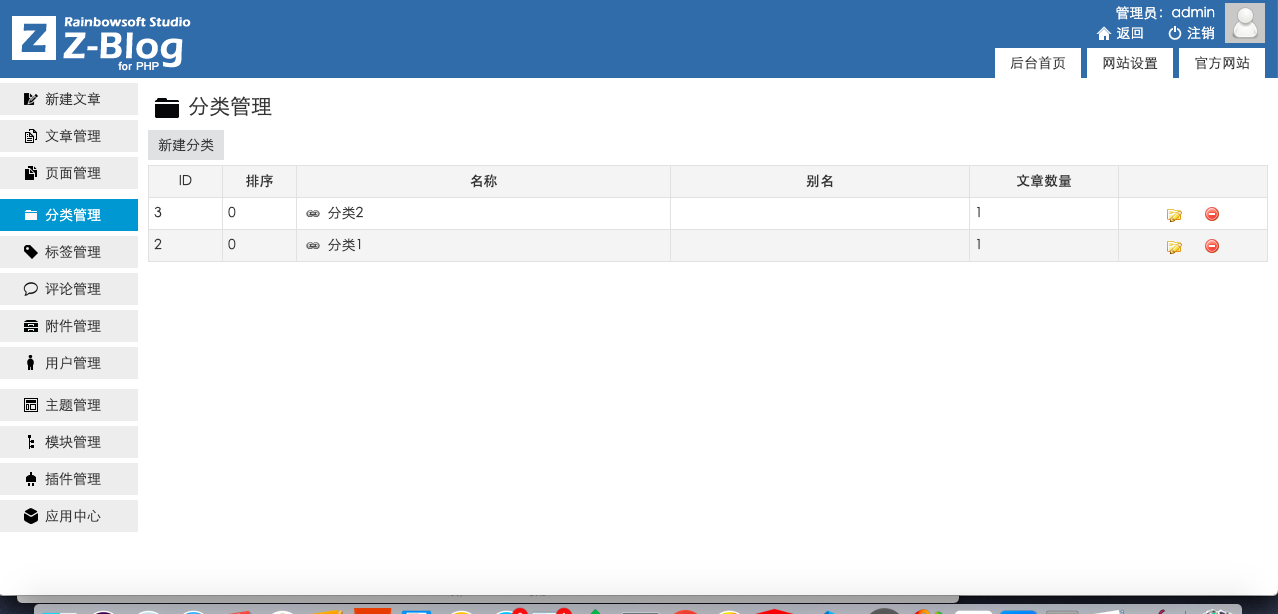 Rainbowsoft Studio
Z Z-Blog
for PHP
管理员：admin
返回 注销
后台首页 网站设置 官方网站
新建文章
文章管理
页面管理
分类管理
标签管理
评论管理
附件管理
用户管理
主题管理
模块管理
插件管理
应用中心
分类管理
新建分类
ID 排序 名称 别名 文章数量
3 0 分类2 1
2 0 分类1 1